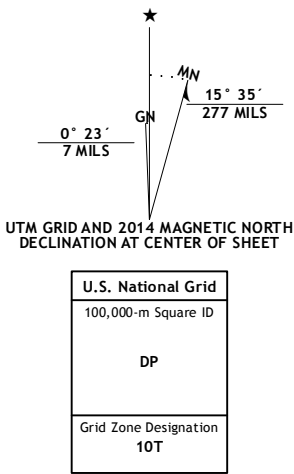 ★
MN
GN
15° 35´
277 MILS
0° 23´
7 MILS
UTM GRID AND 2014 MAGNETIC NORTH
DECLINATION AT CENTER OF SHEET
U.S. National Grid
100,000-m Square ID
DP
Grid Zone Designation
10T